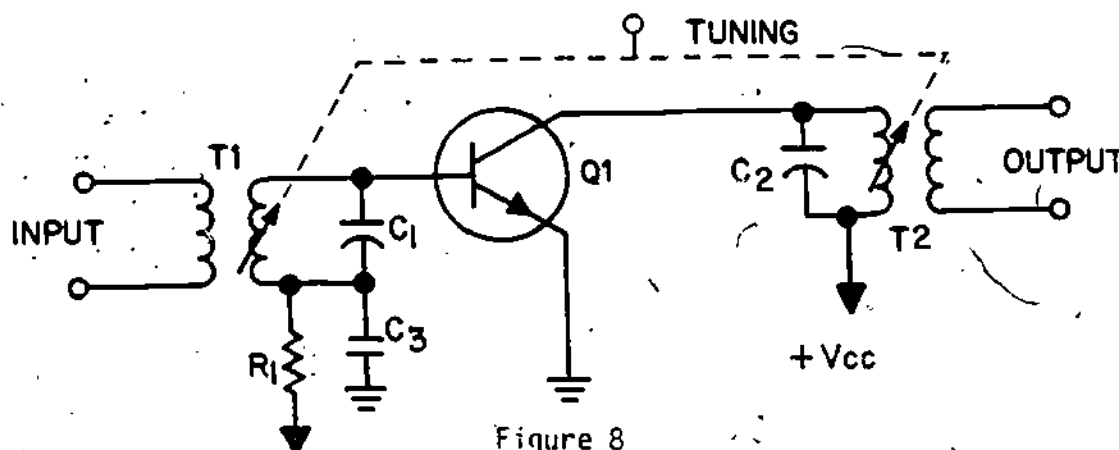 TUNING
T1
Q1
C2
OUTPUT
INPUT
C1
T2
C3
R1
+Vcc
Figure 8